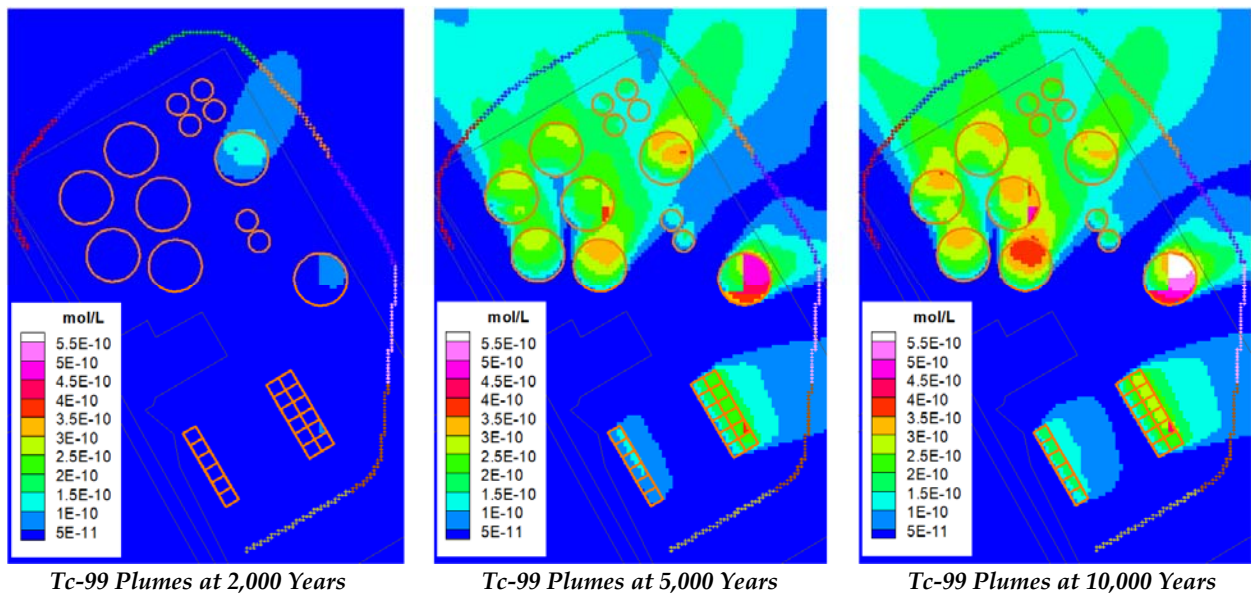 mol/L
5.5E-10
5E-10
4.5E-10
4E-10
3.5E-10
3E-10
2.5E-10
2E-10
1.5E-10
1E-10
5E-11
Tc-99 Plumes at 2,000 Years
mol/L
5.5E-10
5E-10
4.5E-10
4E-10
3.5E-10
3E-10
2.5E-10
2E-10
1.5E-10
1E-10
5E-11
Tc-99 Plumes at 5,000 Years
mol/L
5.5E-10
5E-10
4.5E-10
4E-10
3.5E-10
3E-10
2.5E-10
2E-10
1.5E-10
1E-10
5E-11
Tc-99 Plumes at 10,000 Years